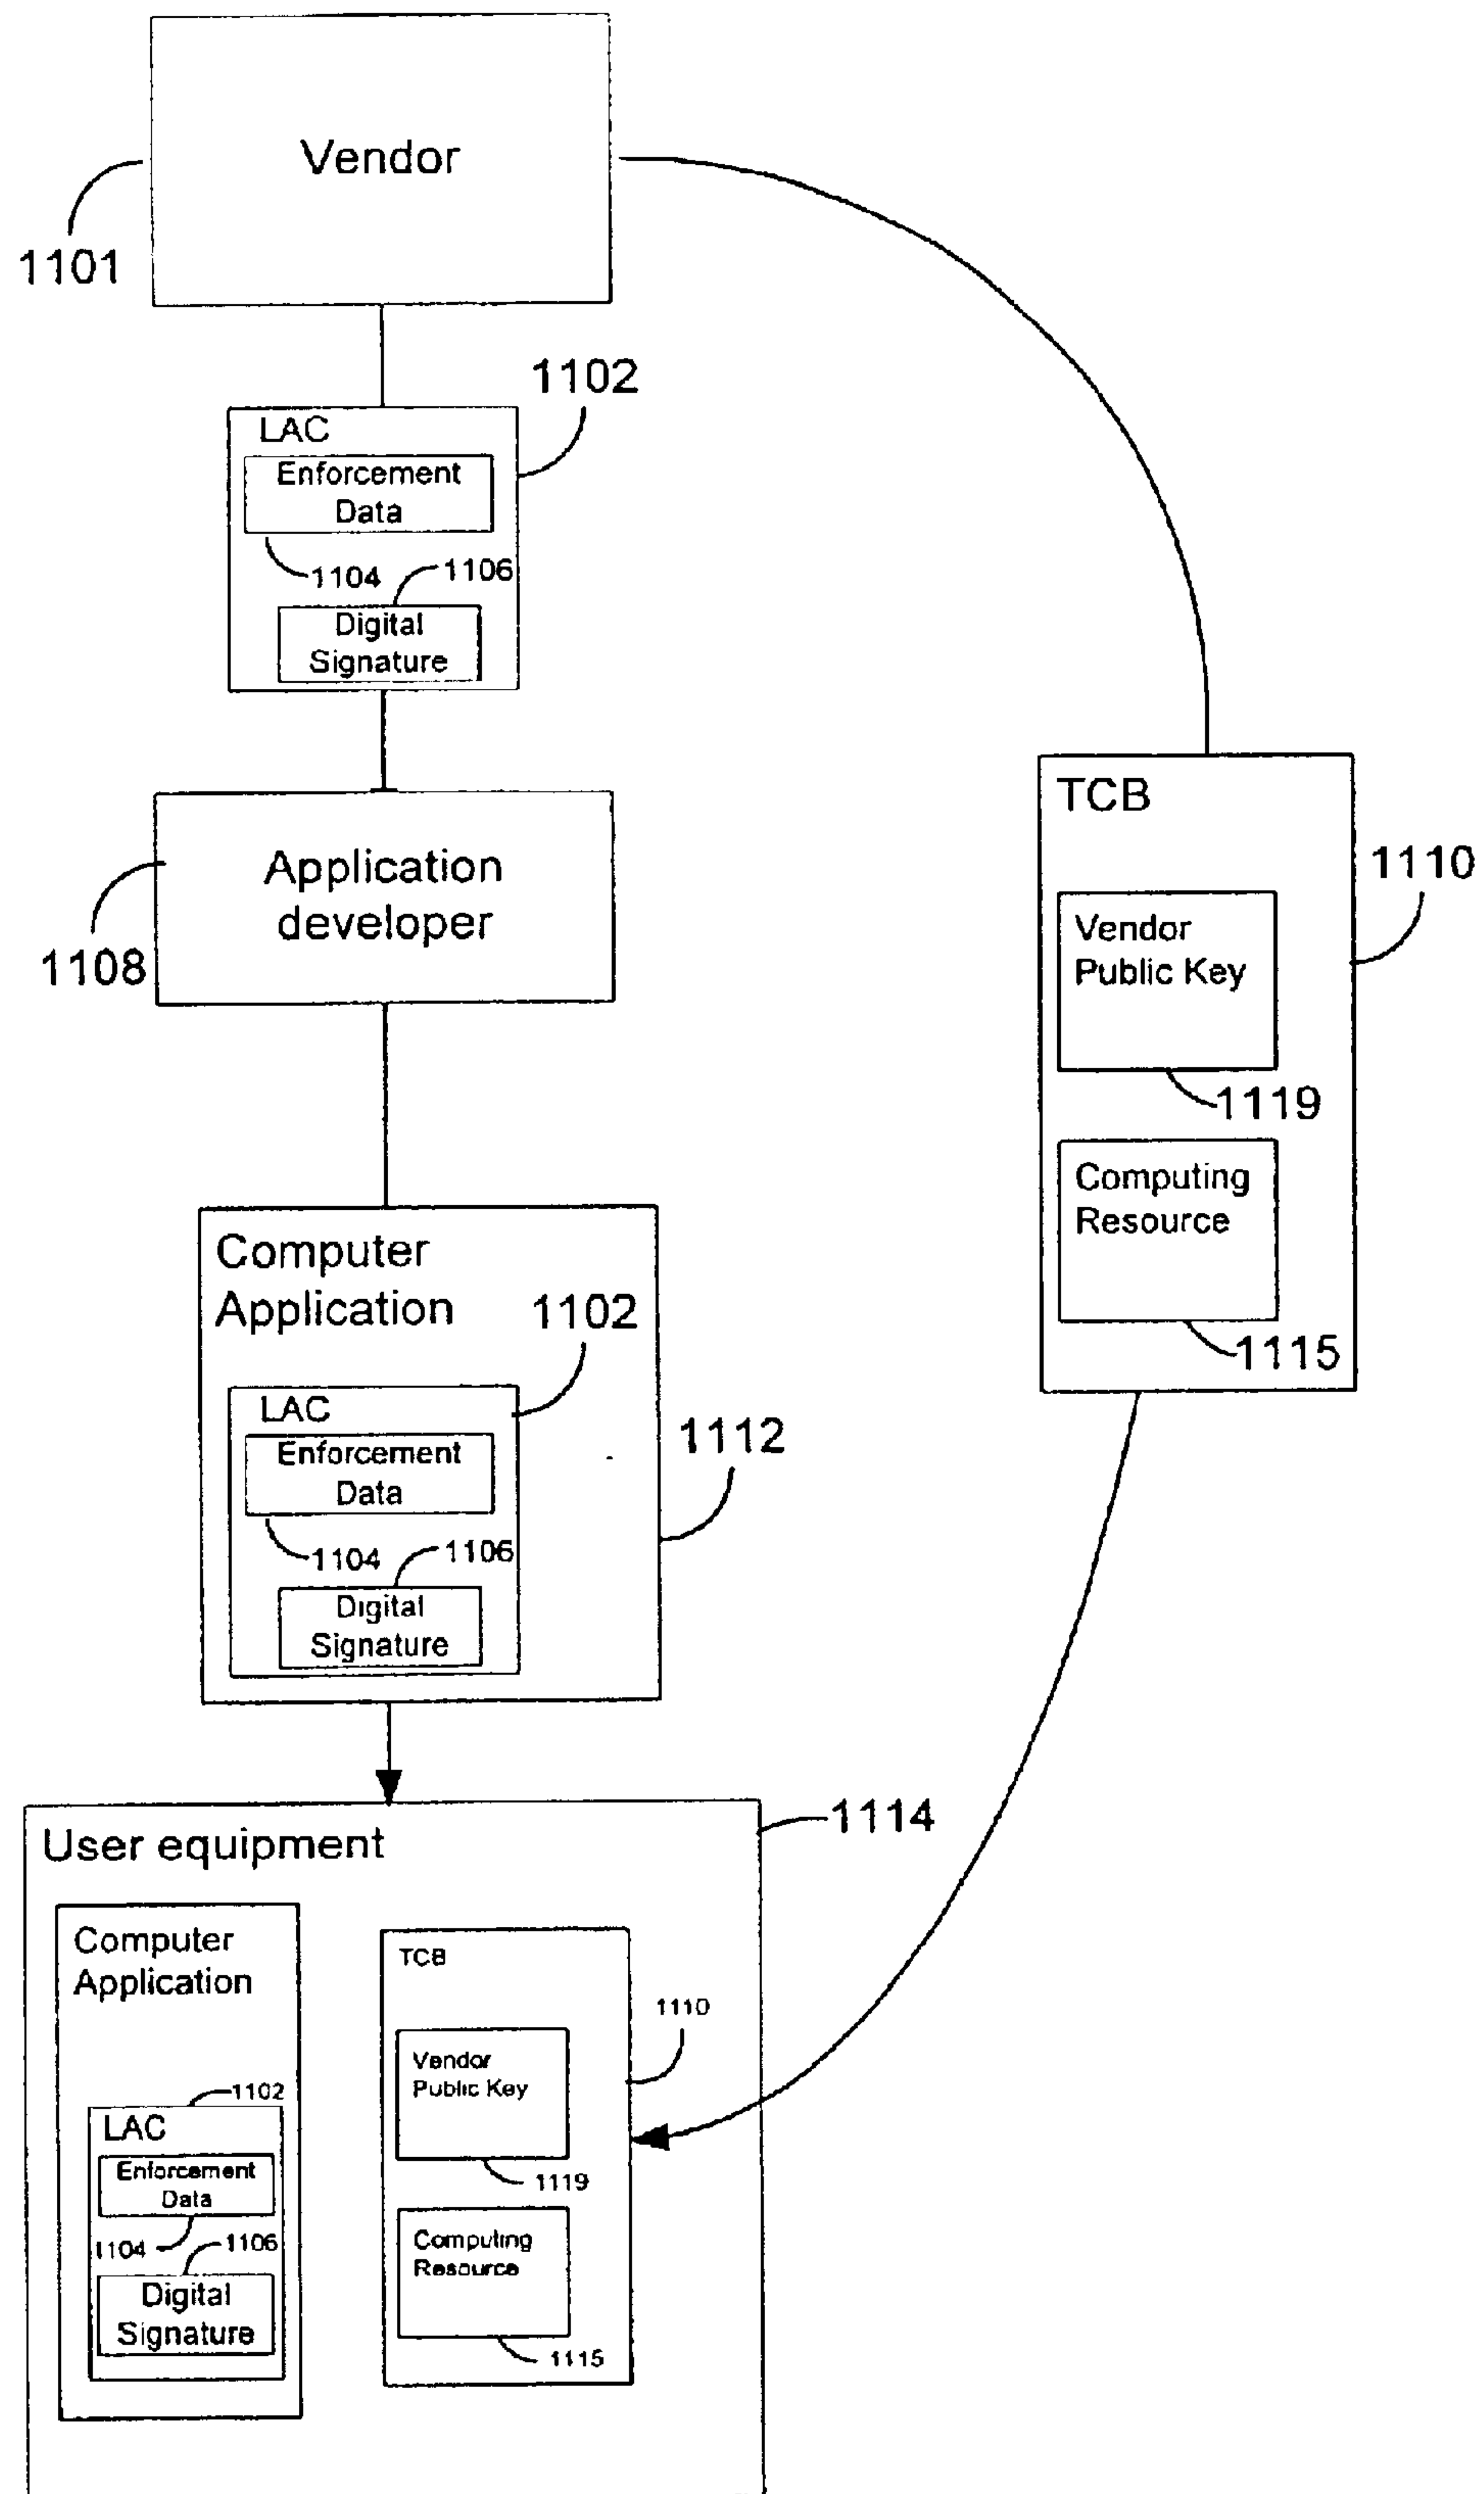 Vendor
1101
1102
LAC
Enforcement
Data
1104
1106
Digital
Signature
TCB
1110
Application
developer
1108
Vendor
Public Key
1119
Computing
Resource
1115
Computer
Application
1102
LAC
Enforcement
Data
1112
1104
1106
Digital
Signature
User equipment
1114
Computer
Application
1102
LAC
Enforcement
Data
1104
1106
Digital
Signature
TCB
1110
Vendor
Public Key
1119
Computing
Resource
1115